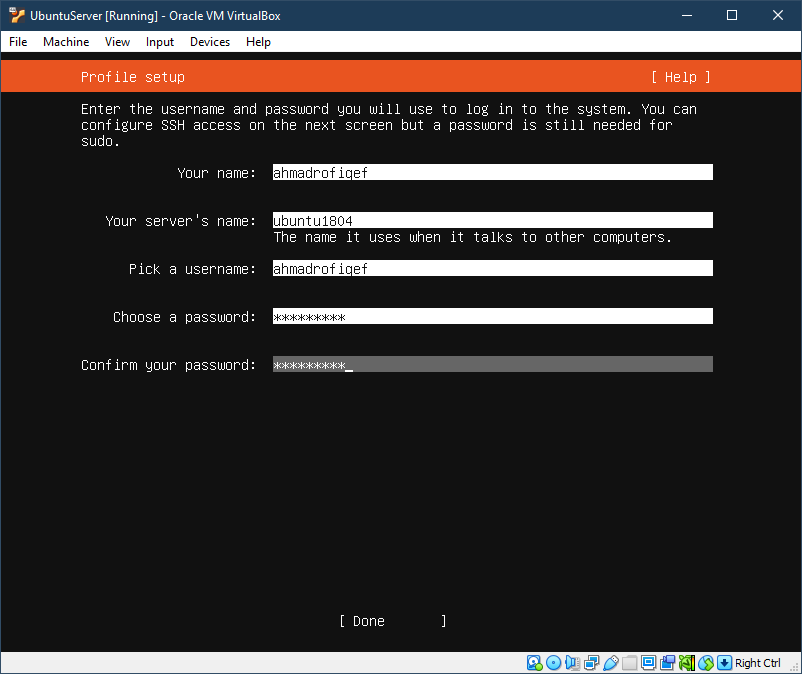 UbuntuServer [Running] - Oracle VM VirtualBox
File Machine View Input Devices Help
Profile setup [ Help ]
Enter the username and password you will use to log in to the system. You can
configure SSH access on the next screen but a password is still needed for
sudo.
Your name: ahmadrofiqef
Your server's name: ubuntu1804
The name it uses when it talks to other computers.
Pick a username: ahmadrofiqef
Choose a password: *********
Confirm your password: *********_
[ Done ]
Right Ctrl